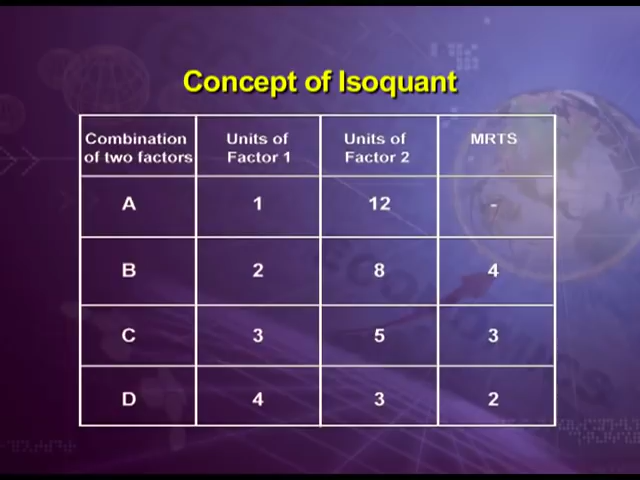 Concept of Isoquant
Combination of two factors Units of Factor 1 Units of Factor 2 MRTS
A 1 12 -
B 2 8 4
C 3 5 3
D 4 3 2
ECONOMICS